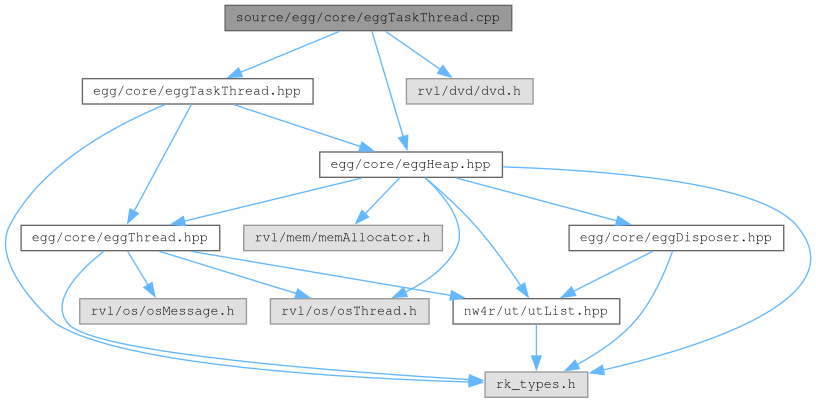 source/egg/core/eggTaskThread.cpp
egg/core/eggTaskThread.hpp
rvl/dvd/dvd.h
egg/core/eggHeap.hpp
egg/core/eggThread.hpp
rvl/mem/memAllocator.h
egg/core/eggDisposer.hpp
rvl/os/osMessage.h
rvl/os/osThread.h
nw4r/ut/utList.hpp
rk_types.h